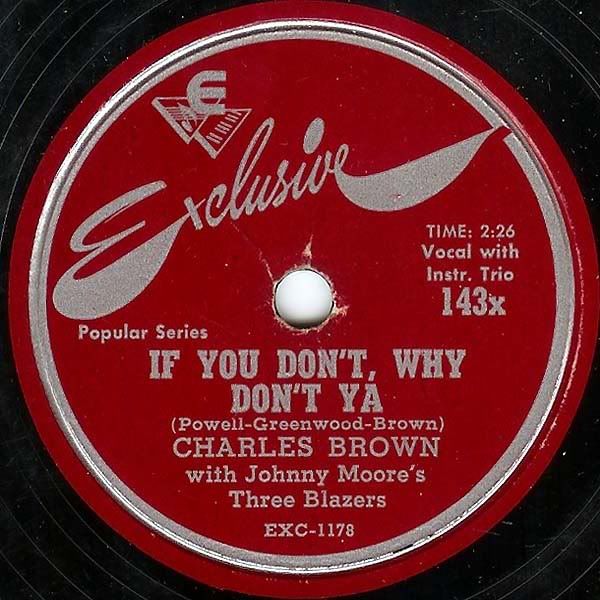 E
Exclusive
TIME: 2:26
Vocal with
Instr. Trio
143x
Popular Series
IF YOU DON'T, WHY
DON'T YA
(Powell-Greenwood-Brown)
CHARLES BROWN
with Johnny Moore's
Three Blazers
EXC-1178